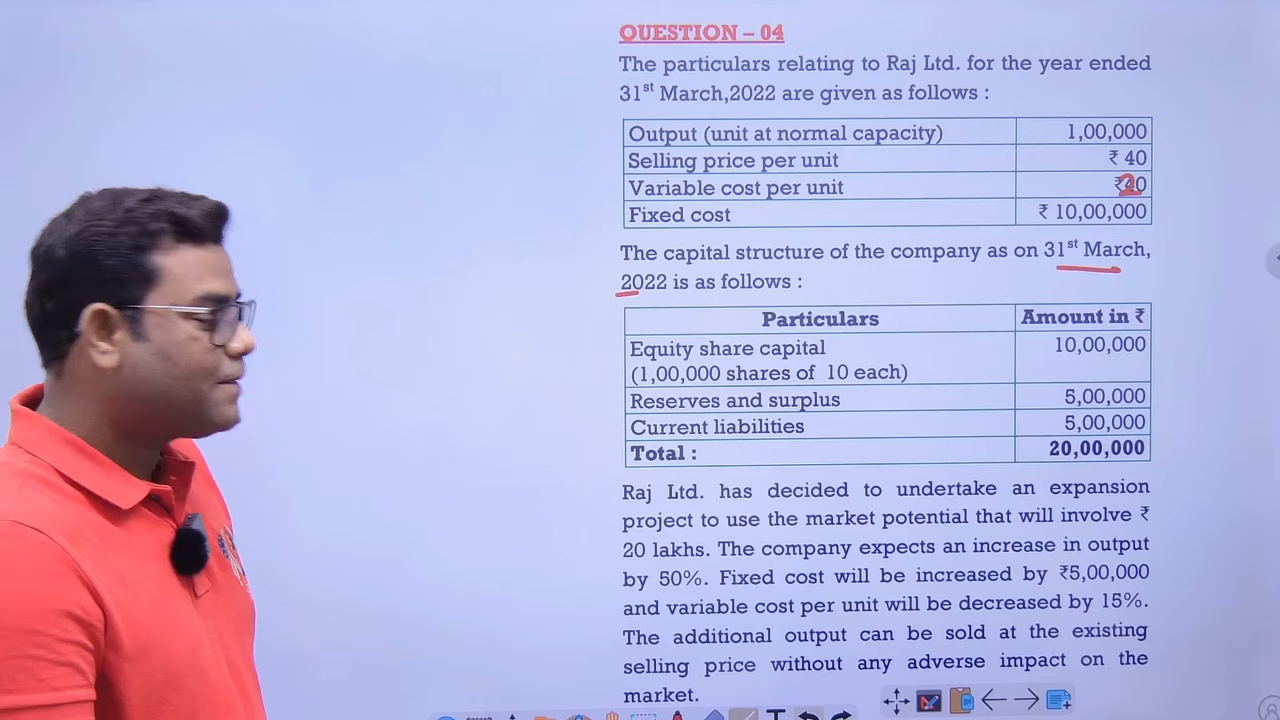 QUESTION – 04
The particulars relating to Raj Ltd. for the year ended
31st March,2022 are given as follows :
Output (unit at normal capacity) 1,00,000
Selling price per unit ₹ 40
Variable cost per unit ₹20
Fixed cost ₹ 10,00,000
The capital structure of the company as on 31st March,
2022 is as follows :
Particulars Amount in ₹
Equity share capital 10,00,000
(1,00,000 shares of 10 each)
Reserves and surplus 5,00,000
Current liabilities 5,00,000
Total : 20,00,000
Raj Ltd. has decided to undertake an expansion
project to use the market potential that will involve ₹
20 lakhs. The company expects an increase in output
by 50%. Fixed cost will be increased by ₹5,00,000
and variable cost per unit will be decreased by 15%.
The additional output can be sold at the existing
selling price without any adverse impact on the
market.